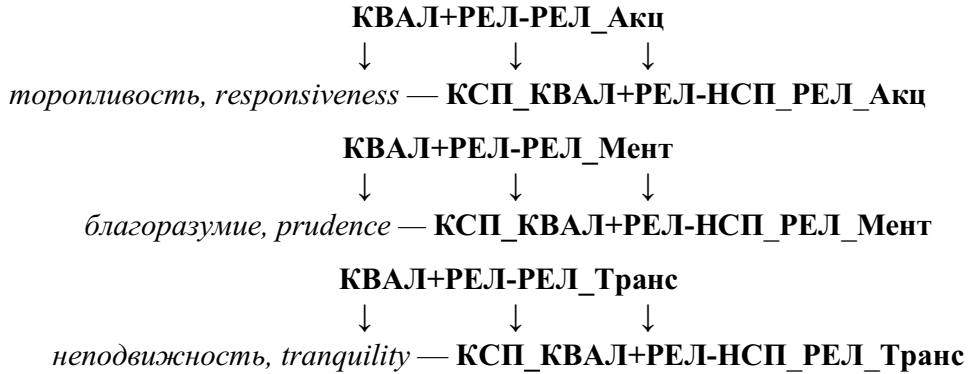 КВАЛ+РЕЛ-РЕЛ_Акц
↓ ↓ ↓
торопливость, responsiveness — КСП_КВАЛ+РЕЛ-НСП_РЕЛ_Акц
КВАЛ+РЕЛ-РЕЛ_Мент
↓ ↓ ↓
благоразумие, prudence — КСП_КВАЛ+РЕЛ-НСП_РЕЛ_Мент
КВАЛ+РЕЛ-РЕЛ_Транс
↓ ↓ ↓
неподвижность, tranquility — КСП_КВАЛ+РЕЛ-НСП_РЕЛ_Транс